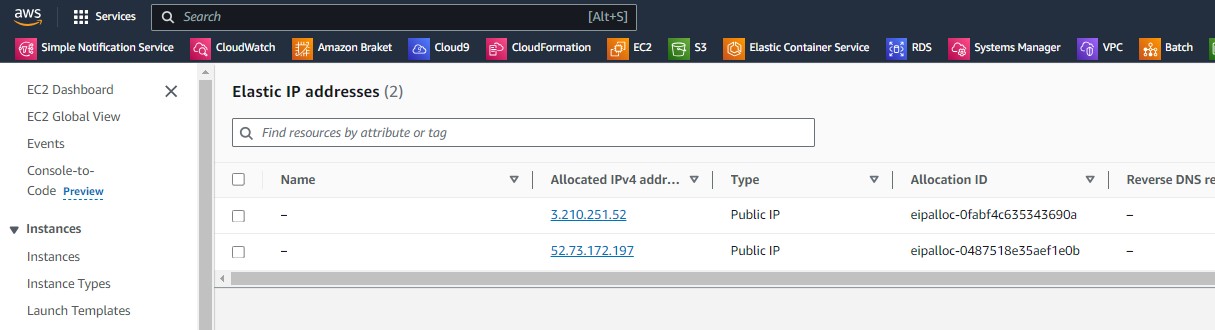 aws Services Search [Alt+S]
Simple Notification Service CloudWatch Amazon Braket Cloud9 CloudFormation EC2 S3 Elastic Container Service RDS Systems Manager VPC Batch
EC2 Dashboard
EC2 Global View
Events
Console-to-
Code Preview
Instances
Instances
Instance Types
Launch Templates
Elastic IP addresses (2)
Find resources by attribute or tag
Name Allocated IPv4 addr... Type Allocation ID Reverse DNS re
– 3.210.251.52 Public IP eipalloc-0fabf4c635343690a –
– 52.73.172.197 Public IP eipalloc-0487518e35aef1e0b –